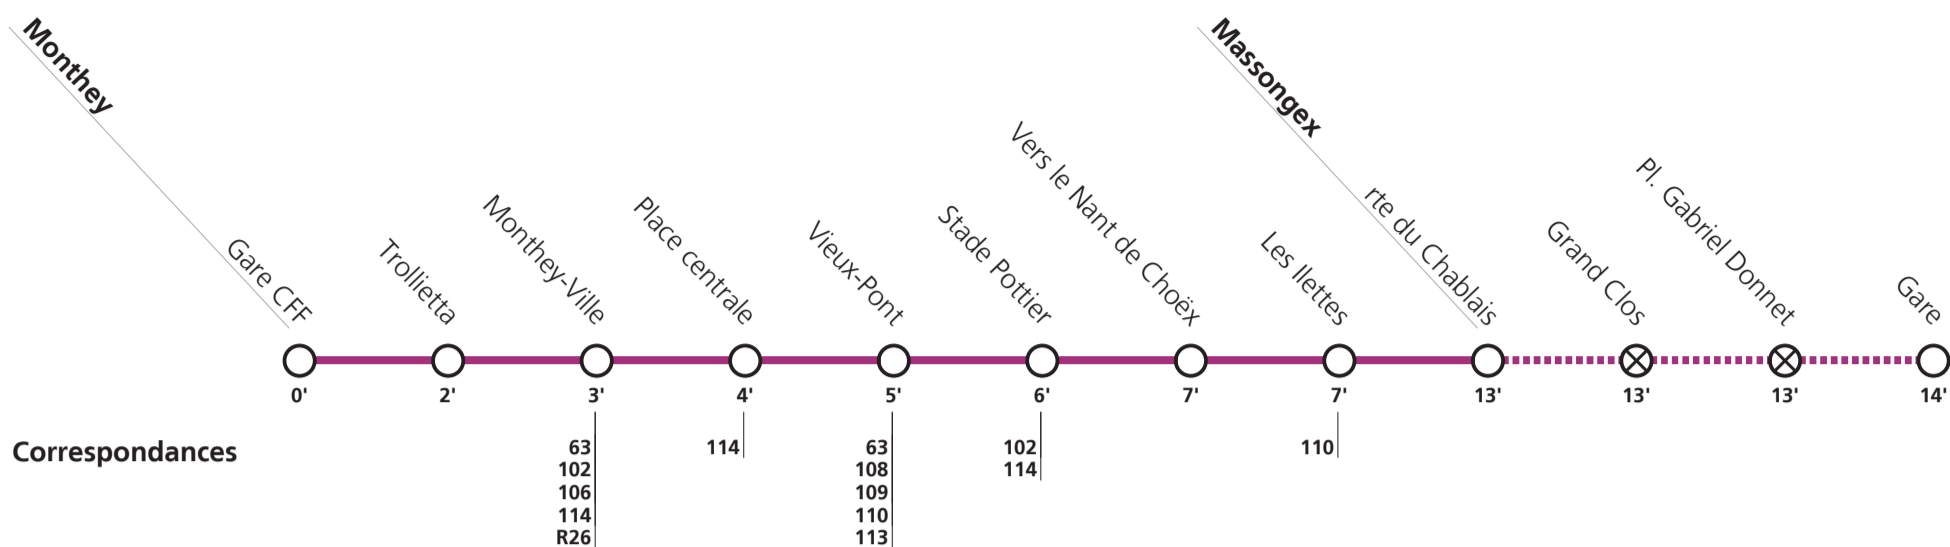 Monthey
Gare CFF
Trollietta
Monthey-Ville
Place centrale
Vieux-Pont
Stade Pottier
Vers le Nant de Choëx
Les Ilettes
Massongex
rte du Chablais
Grand Clos
Pl. Gabriel Donnet
Gare
0' 2' 3' 4' 5' 6' 7' 7' 13' 13' 13' 14'
Correspondances
63
102
106
114
R26
114
63
108
109
110
113
102
114
110